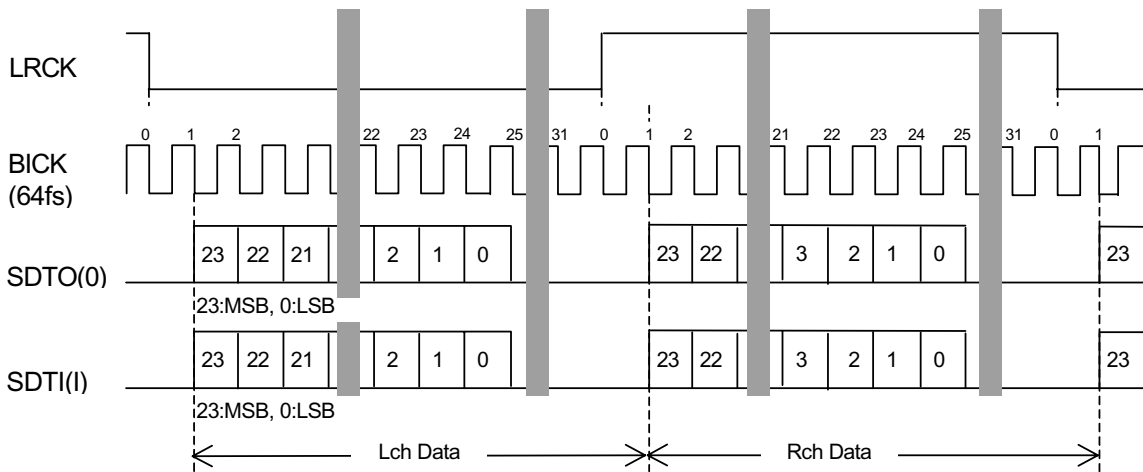 LRCK
0 1 2 22 23 24 25 31 0 1 2 21 22 23 24 25 31 0 1
BICK
(64fs)
23 22 21 2 1 0 23 22 3 2 1 0 23
SDTO(0)
23:MSB, 0:LSB
23 22 21 2 1 0 23 22 3 2 1 0 23
SDTI(I)
23:MSB, 0:LSB
Lch Data Rch Data